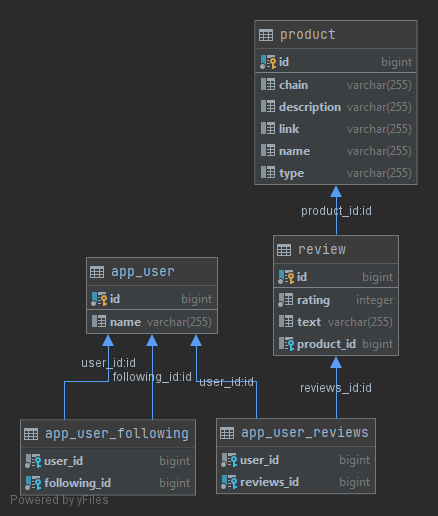 product
id bigint
chain varchar(255)
description varchar(255)
link varchar(255)
name varchar(255)
type varchar(255)
product_id:id
review
id bigint
rating integer
text varchar(255)
product_id bigint
app_user
id bigint
name varchar(255)
user_id:id
following_id:id
user_id:id
reviews_id:id
app_user_following
user_id bigint
following_id bigint
app_user_reviews
user_id bigint
reviews_id bigint
Powered by yFiles